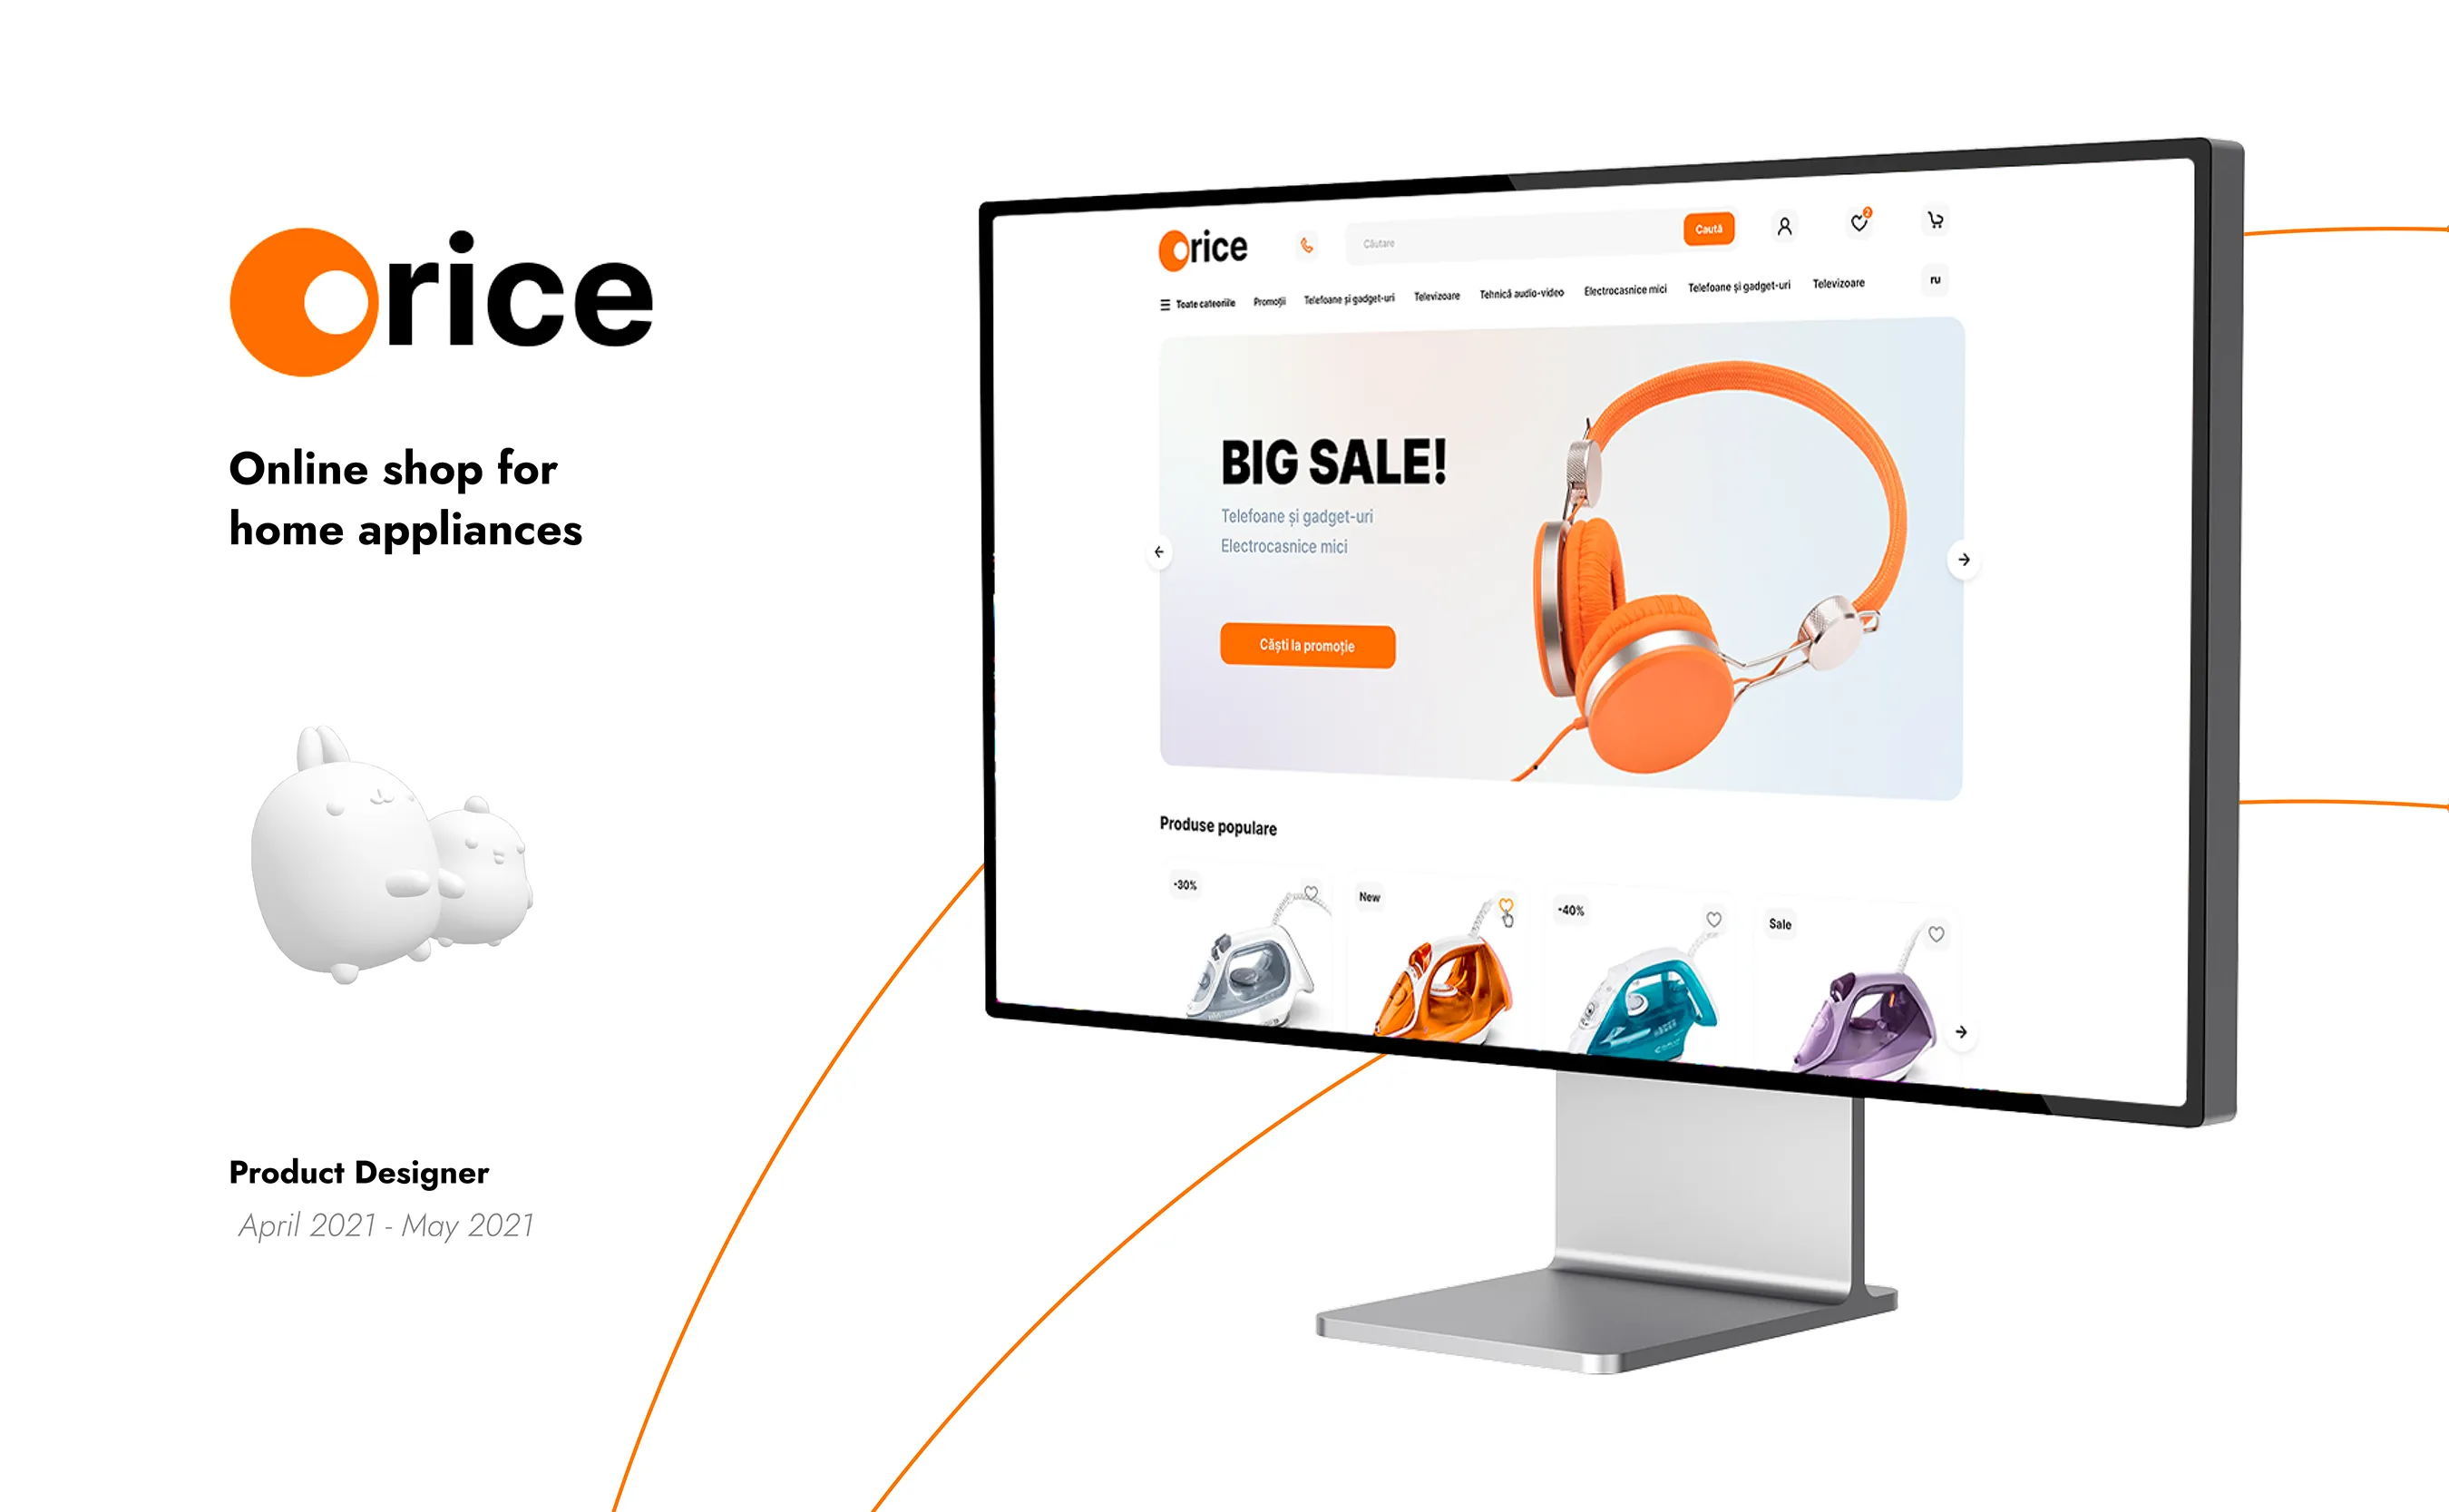 Orice
Online shop for
home appliances
Product Designer
April 2021 - May 2021
Orice
Căutare
Caută
2
Toate cateoriile
Promoții
Telefoane și gadget-uri
Televizoare
Tehnică audio-video
Electrocasnice mici
Telefoane și gadget-uri
Televizoare
ru
BIG SALE!
Telefoane și gadget-uri
Electrocasnice mici
Căști la promoție
Produse populare
-30%
New
-40%
Sale